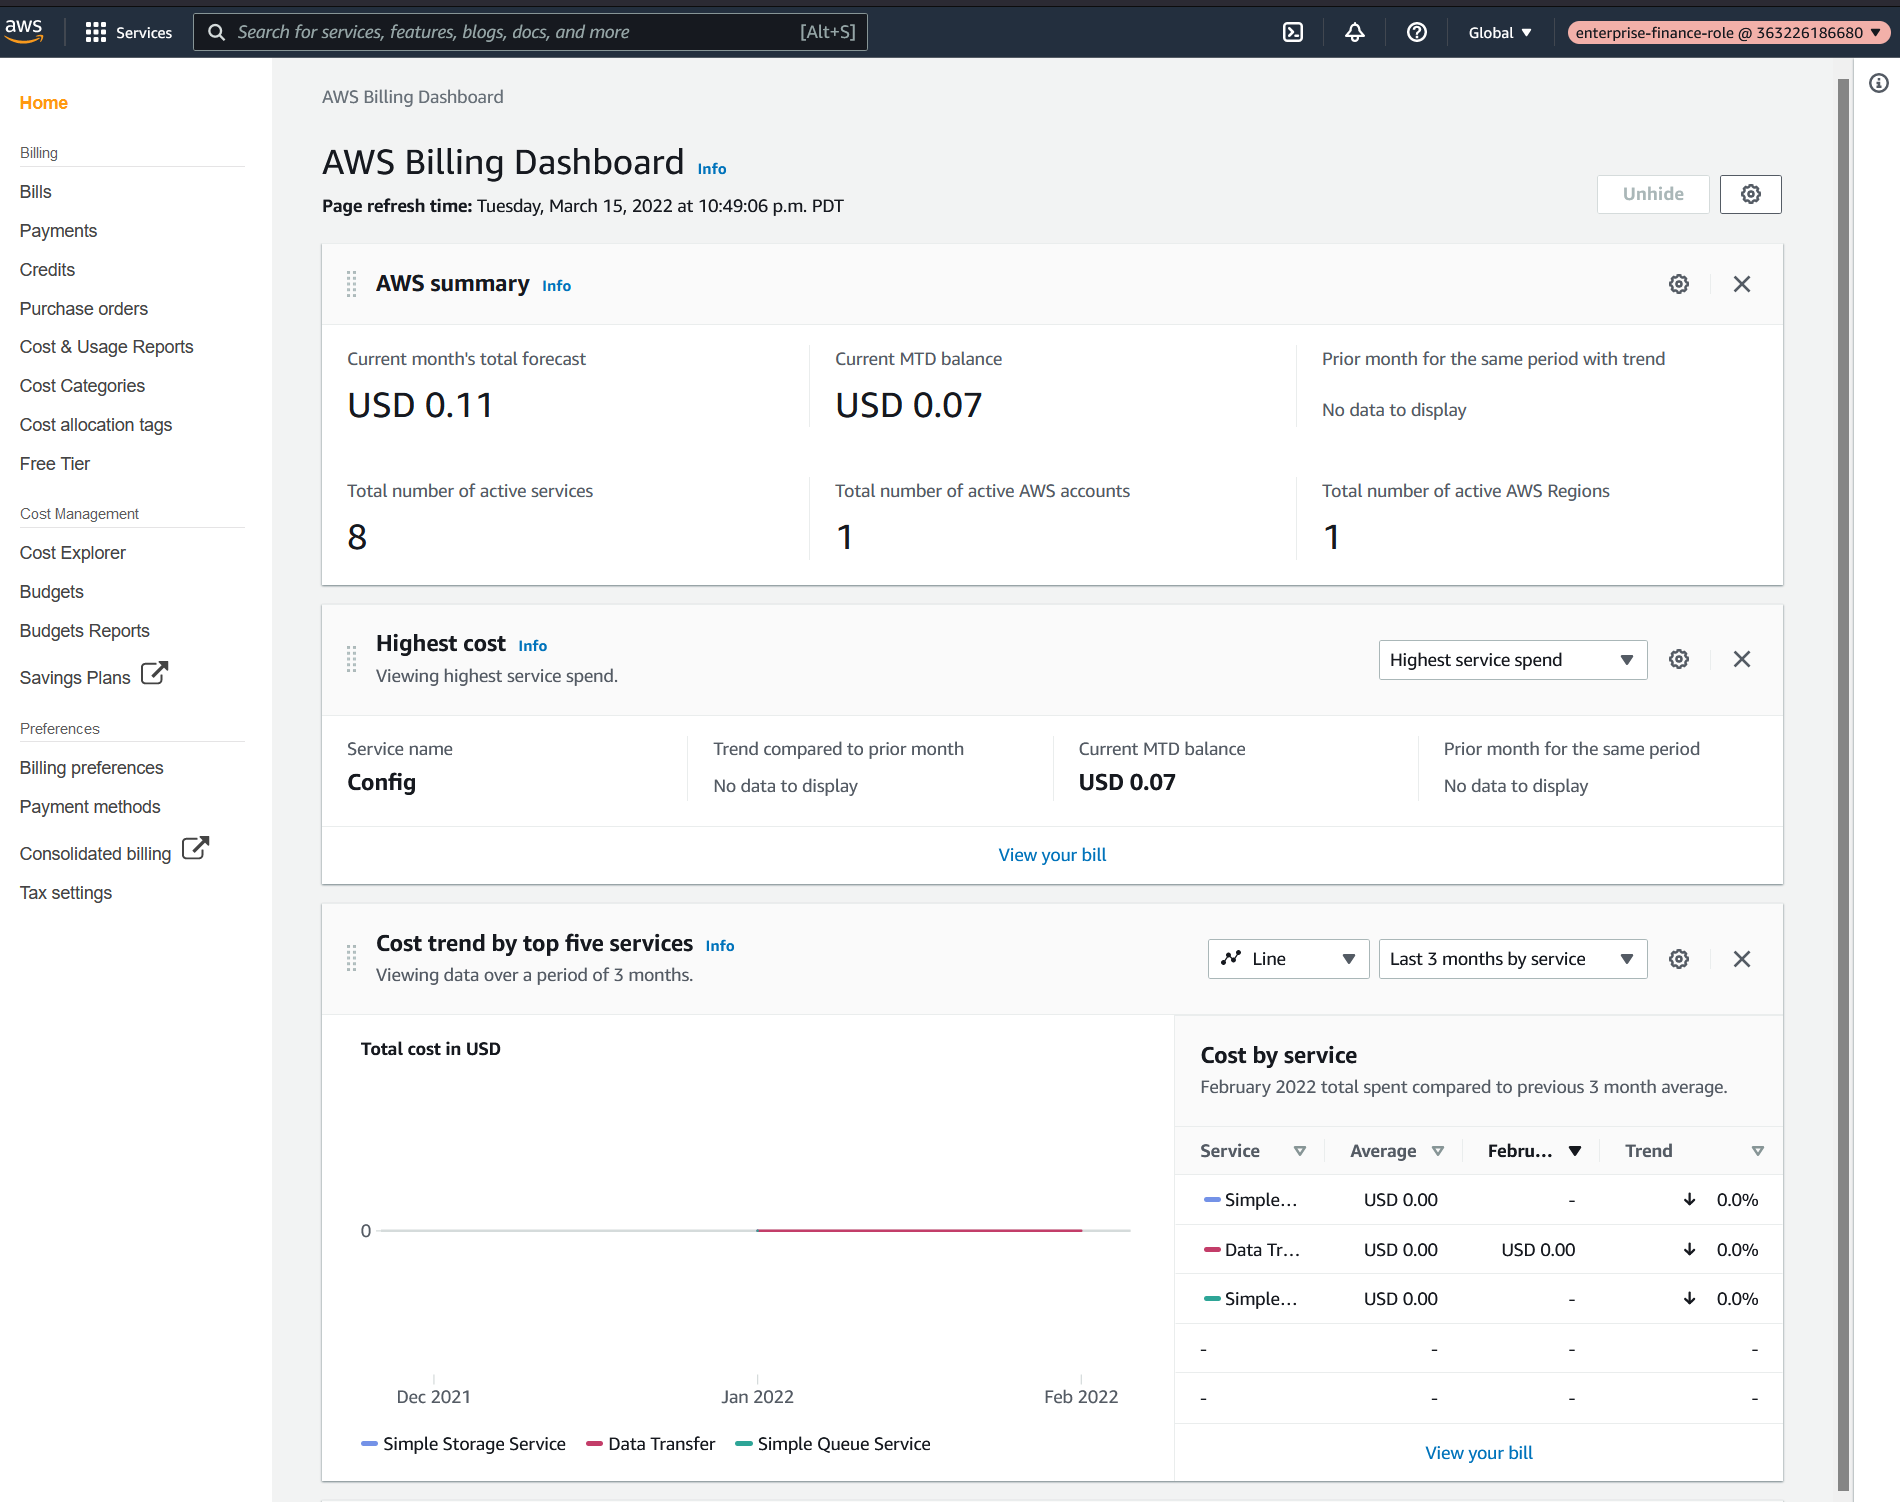 aws
Services
Search for services, features, blogs, docs, and more [Alt+S]
Global
enterprise-finance-role @ 363226186680
Home
Billing
Bills
Payments
Credits
Purchase orders
Cost & Usage Reports
Cost Categories
Cost allocation tags
Free Tier
Cost Management
Cost Explorer
Budgets
Budgets Reports
Savings Plans
Preferences
Billing preferences
Payment methods
Consolidated billing
Tax settings
AWS Billing Dashboard
AWS Billing Dashboard Info
Page refresh time: Tuesday, March 15, 2022 at 10:49:06 p.m. PDT
Unhide
AWS summary Info
Current month's total forecast
USD 0.11
Current MTD balance
USD 0.07
Prior month for the same period with trend
No data to display
Total number of active services
8
Total number of active AWS accounts
1
Total number of active AWS Regions
1
Highest cost Info
Viewing highest service spend.
Highest service spend
Service name
Config
Trend compared to prior month
No data to display
Current MTD balance
USD 0.07
Prior month for the same period
No data to display
View your bill
Cost trend by top five services Info
Viewing data over a period of 3 months.
Line
Last 3 months by service
Total cost in USD
0
Dec 2021 Jan 2022 Feb 2022
Simple Storage Service Data Transfer Simple Queue Service
Cost by service
February 2022 total spent compared to previous 3 month average.
Service Average Febru... Trend
Simple... USD 0.00 - 0.0%
Data Tr... USD 0.00 USD 0.00 0.0%
Simple... USD 0.00 - 0.0%
- - - -
- - - -
View your bill